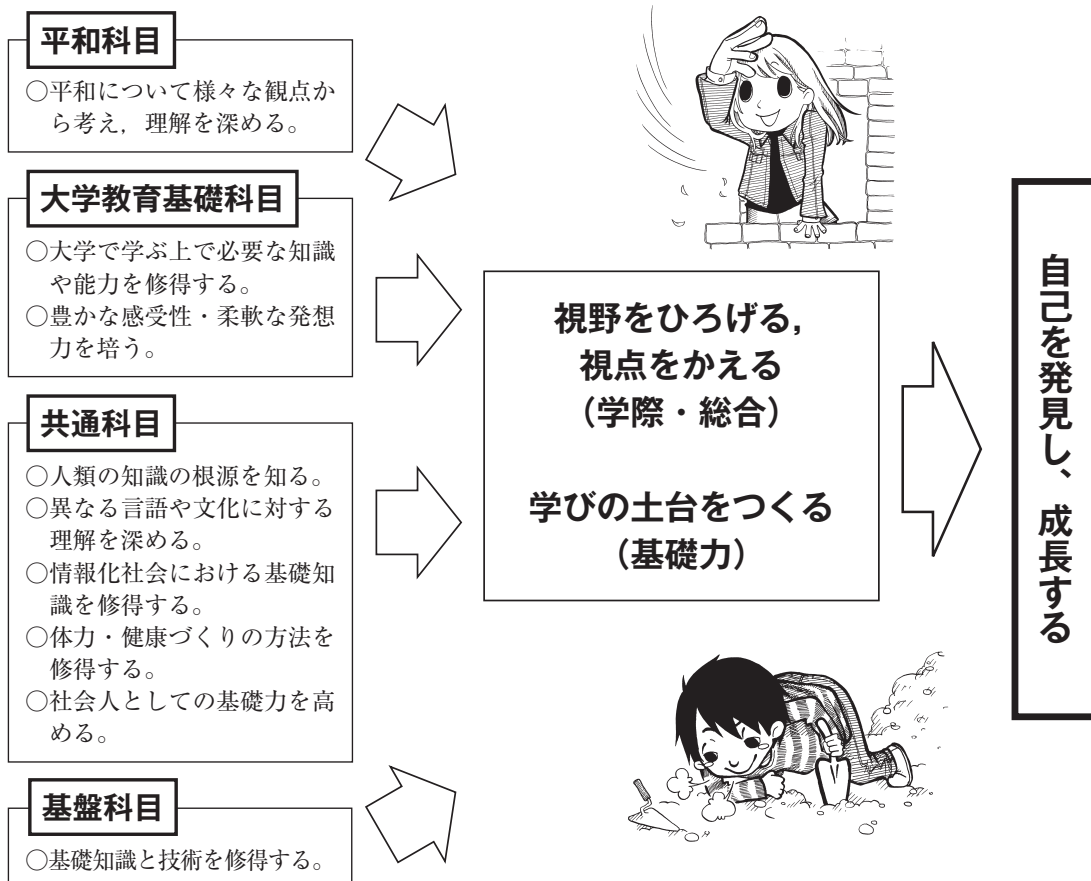 平和科目
○平和について様々な観点か
ら考え，理解を深める。
大学教育基礎科目
○大学で学ぶ上で必要な知識
や能力を修得する。
○豊かな感受性・柔軟な発想
力を培う。
共通科目
○人類の知識の根源を知る。
○異なる言語や文化に対する
理解を深める。
○情報化社会における基礎知
識を修得する。
○体力・健康づくりの方法を
修得する。
○社会人としての基礎力を高
める。
基盤科目
○基礎知識と技術を修得する。
視野をひろげる，
視点をかえる
（学際・総合）
学びの土台をつくる
（基礎力）
自己を発見し、成長する